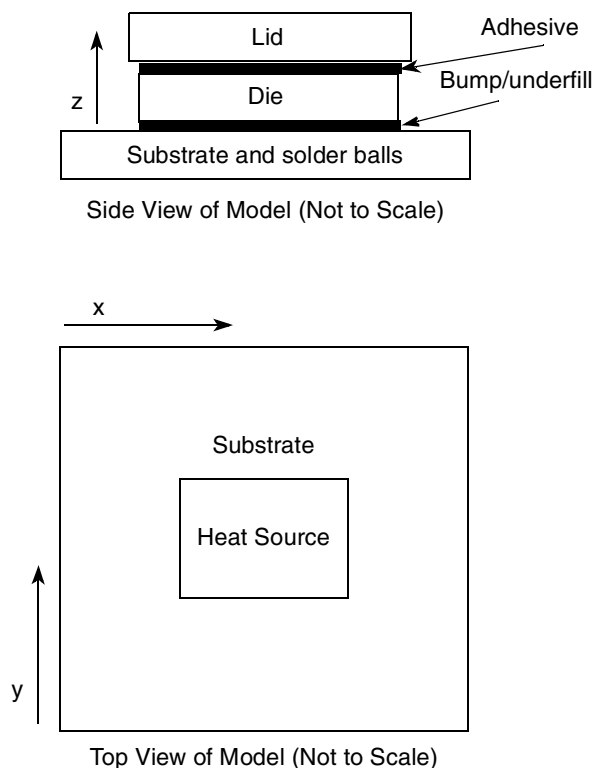 Lid
Adhesive
z
Die
Bump/underfill
Substrate and solder balls
Side View of Model (Not to Scale)
x
Substrate
Heat Source
y
Top View of Model (Not to Scale)